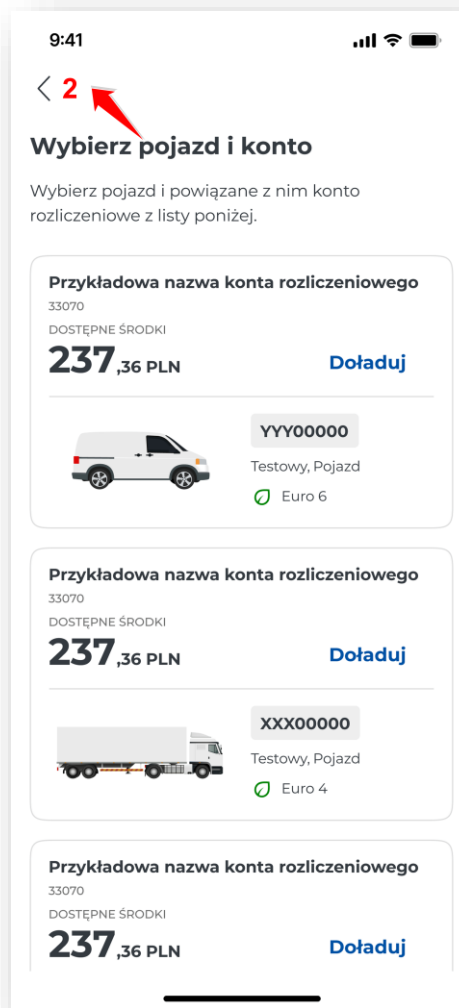 9:41
2
Wybierz pojazd i konto
Wybierz pojazd i powiązane z nim konto
rozliczeniowe z listy poniżej.
Przykładowa nazwa konta rozliczeniowego
33070
DOSTĘPNE ŚRODKI
237,36 PLN Doładuj
YYY00000
Testowy, Pojazd
Euro 6
Przykładowa nazwa konta rozliczeniowego
33070
DOSTĘPNE ŚRODKI
237,36 PLN Doładuj
XXX00000
Testowy, Pojazd
Euro 4
Przykładowa nazwa konta rozliczeniowego
33070
DOSTĘPNE ŚRODKI
237,36 PLN Doładuj